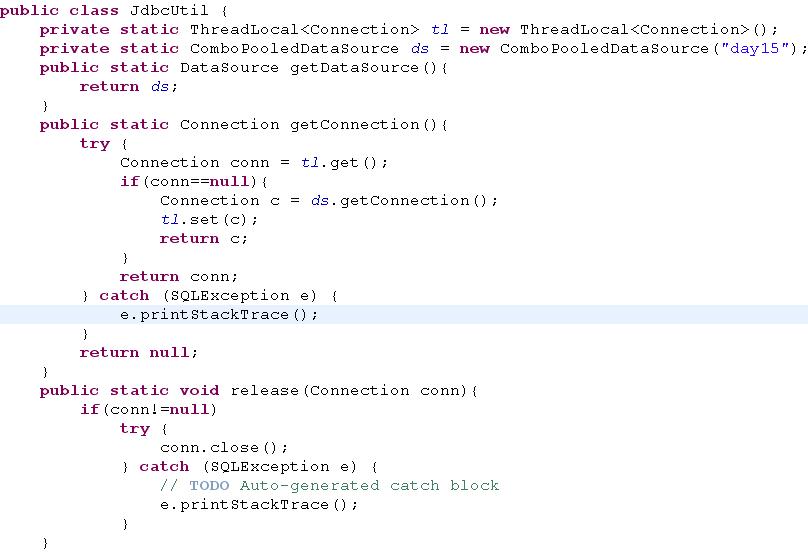 public class JdbcUtil {
    private static ThreadLocal<Connection> tl = new ThreadLocal<Connection>();
    private static ComboPooledDataSource ds = new ComboPooledDataSource("day15");
    public static DataSource getDataSource(){
        return ds;
    }
    public static Connection getConnection(){
        try {
            Connection conn = tl.get();
            if(conn==null){
                Connection c = ds.getConnection();
                tl.set(c);
                return c;
            }
            return conn;
        } catch (SQLException e) {
            e.printStackTrace();
        }
        return null;
    }
    public static void release(Connection conn){
        if(conn!=null)
            try {
                conn.close();
            } catch (SQLException e) {
                // TODO Auto-generated catch block
                e.printStackTrace();
            }
    }